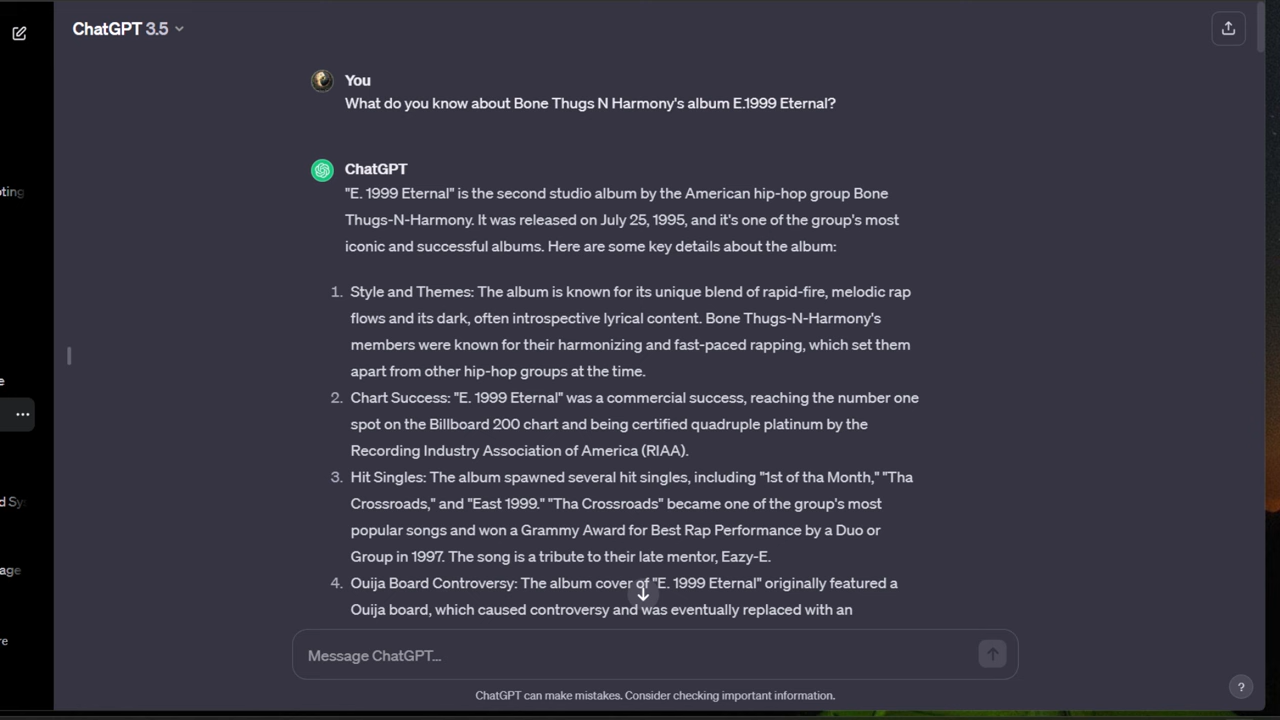 ChatGPT 3.5
You
What do you know about Bone Thugs N Harmony's album E.1999 Eternal?
ChatGPT
"E. 1999 Eternal" is the second studio album by the American hip-hop group Bone
Thugs-N-Harmony. It was released on July 25, 1995, and it's one of the group's most
iconic and successful albums. Here are some key details about the album:
1. Style and Themes: The album is known for its unique blend of rapid-fire, melodic rap
flows and its dark, often introspective lyrical content. Bone Thugs-N-Harmony's
members were known for their harmonizing and fast-paced rapping, which set them
apart from other hip-hop groups at the time.
2. Chart Success: "E. 1999 Eternal" was a commercial success, reaching the number one
spot on the Billboard 200 chart and being certified quadruple platinum by the
Recording Industry Association of America (RIAA).
3. Hit Singles: The album spawned several hit singles, including "1st of tha Month," "Tha
Crossroads," and "East 1999." "Tha Crossroads" became one of the group's most
popular songs and won a Grammy Award for Best Rap Performance by a Duo or
Group in 1997. The song is a tribute to their late mentor, Eazy-E.
4. Ouija Board Controversy: The album cover of "E. 1999 Eternal" originally featured a
Ouija board, which caused controversy and was eventually replaced with an
Message ChatGPT...
ChatGPT can make mistakes. Consider checking important information.
?
oting
e
...
d Sy
age
re